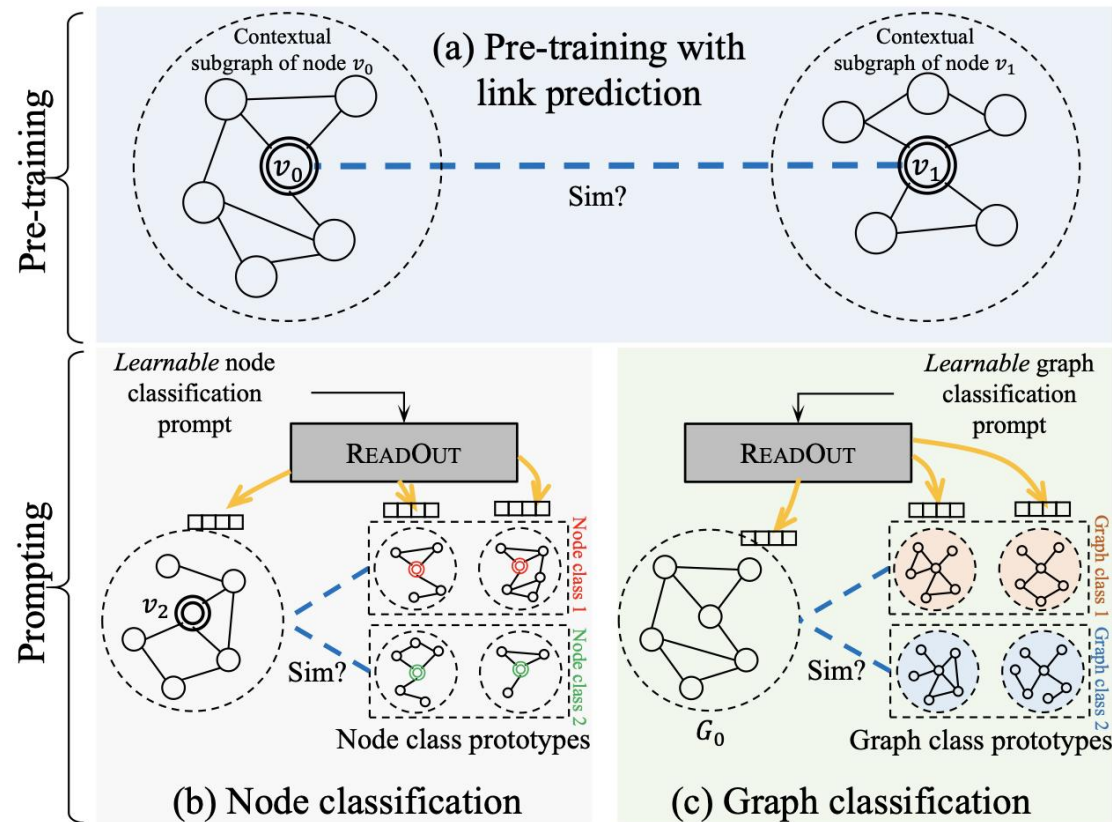 Pre-training
Contextual
subgraph of node v₀
(a) Pre-training with
link prediction
Contextual
subgraph of node v₁
v₀
v₁
Sim?
Prompting
Learnable node
classification
prompt
READOUT
v₂
Sim?
Node class 1
Node class 2
Node class prototypes
(b) Node classification
Learnable graph
classification
prompt
READOUT
G₀
Sim?
Graph class 1
Graph class 2
Graph class prototypes
(c) Graph classification